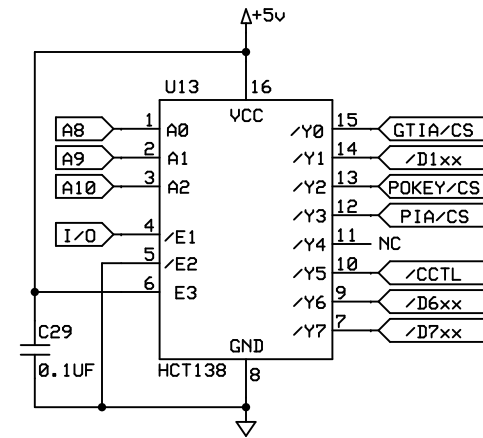 +5v
U13
16
VCC
A8 1 A0 /Y0 15 GTIA/CS
A9 2 A1 /Y1 14 /D1xx
A10 3 A2 /Y2 13 POKEY/CS
/Y3 12 PIA/CS
I/O 4 /E1 /Y4 11 NC
5 /E2 /Y5 10 /CCTL
6 E3 /Y6 9 /D6xx
/Y7 7 /D7xx
C29
0.1UF
GND
HCT138 8